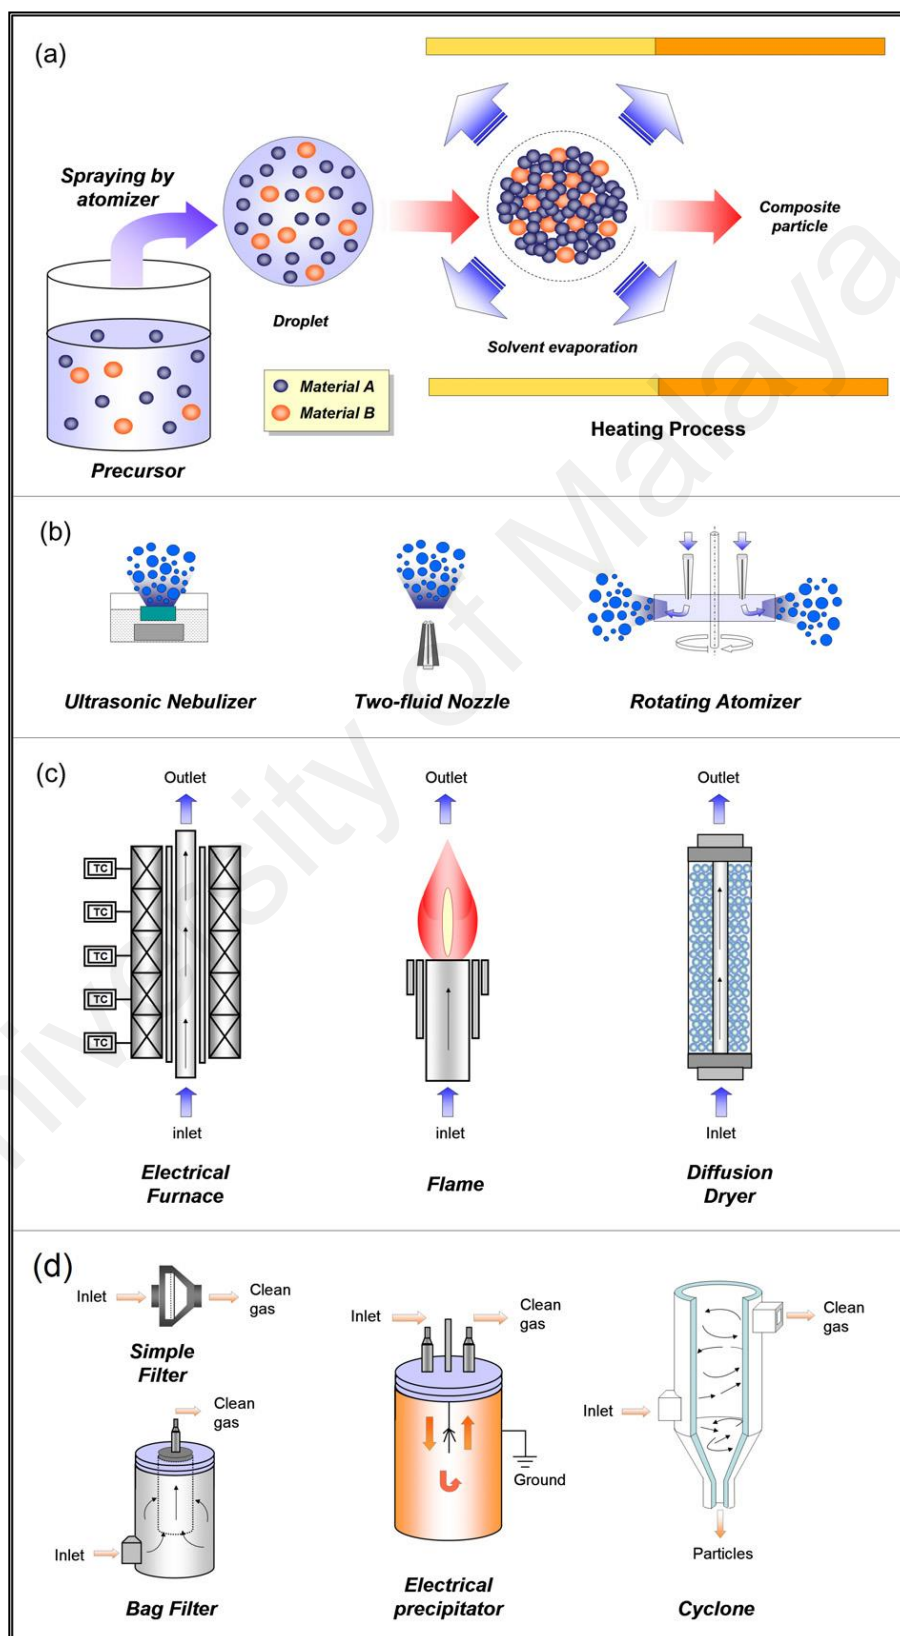 (a)
Spraying by
atomizer
Droplet
Solvent evaporation
Composite
particle
Material A
Material B
Heating Process
Precursor
(b)
Ultrasonic Nebulizer
Two-fluid Nozzle
Rotating Atomizer
(c)
Outlet
Outlet
Outlet
TC
TC
TC
TC
TC
inlet
inlet
Inlet
Electrical
Furnace
Flame
Diffusion
Dryer
(d)
Inlet
Clean
gas
Simple
Filter
Clean
gas
Inlet
Bag Filter
Inlet
Clean
gas
Ground
Electrical
precipitator
Clean
gas
Inlet
Particles
Cyclone
University of Malaya